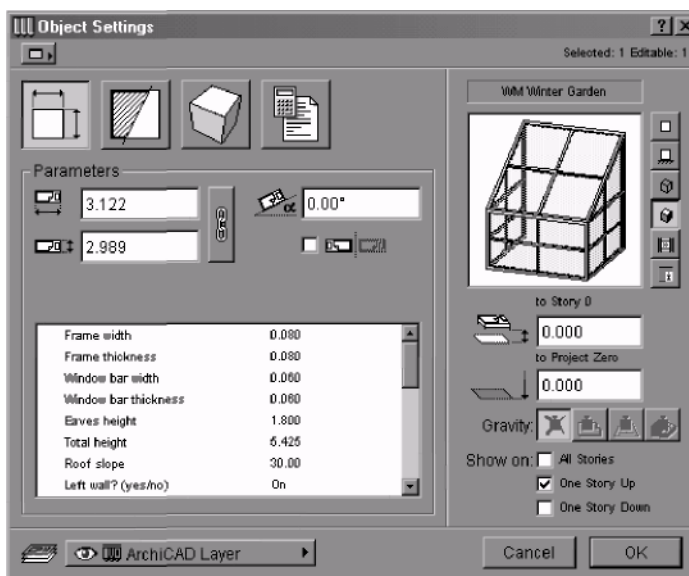 Object Settings
Selected: 1 Editable: 1
Parameters
3.122
α 0.00°
2.989
Frame width 0.080
Frame thickness 0.080
Window bar width 0.060
Window bar thickness 0.060
Eaves height 1.800
Total height 5.425
Roof slope 30.00
Left wall? (yes/no) On
ArchiCAD Layer
WM Winter Garden
to Story 0
0.000
to Project Zero
0.000
Gravity:
Show on: All Stories
One Story Up
One Story Down
Cancel OK